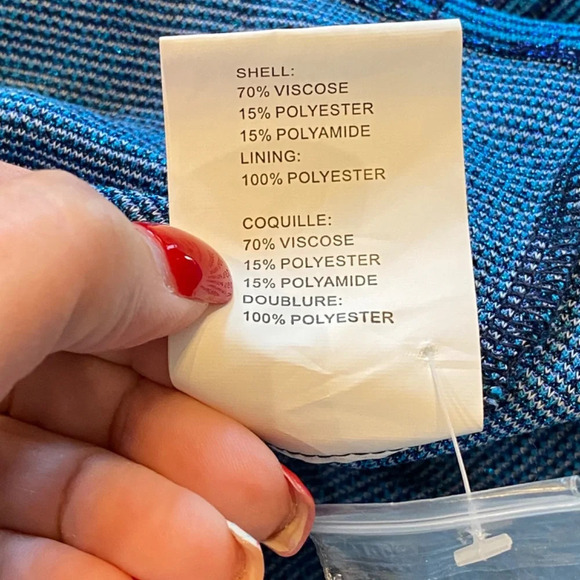 SHELL:
70% VISCOSE
15% POLYESTER
15% POLYAMIDE
LINING:
100% POLYESTER
COQUILLE:
70% VISCOSE
15% POLYESTER
15% POLYAMIDE
DOUBLURE:
100% POLYESTER